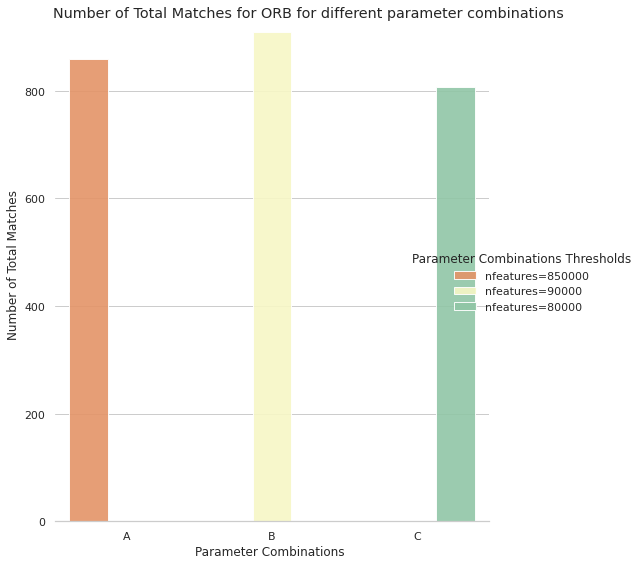 Number of Total Matches for ORB for different parameter combinations
Number of Total Matches
800
600
400
200
0
A
B
C
Parameter Combinations
Parameter Combinations Thresholds
nfeatures=850000
nfeatures=90000
nfeatures=80000